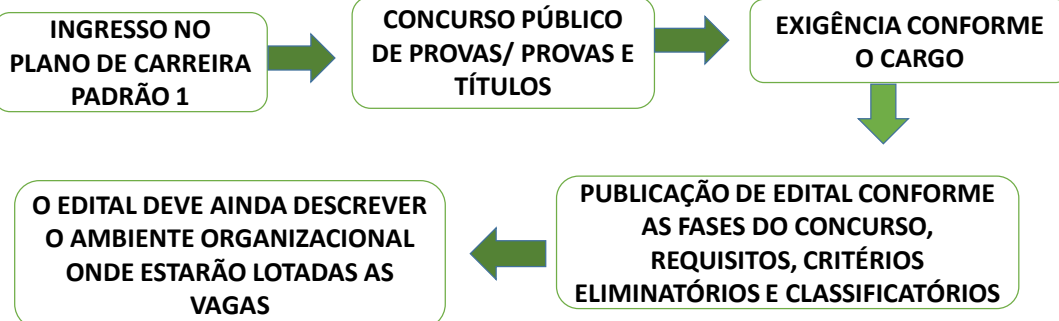 INGRESSO NO
PLANO DE CARREIRA
PADRÃO 1
CONCURSO PÚBLICO
DE PROVAS/ PROVAS E
TÍTULOS
EXIGÊNCIA CONFORME
O CARGO
PUBLICAÇÃO DE EDITAL CONFORME
AS FASES DO CONCURSO,
REQUISITOS, CRITÉRIOS
ELIMINATÓRIOS E CLASSIFICATÓRIOS
O EDITAL DEVE AINDA DESCREVER
O AMBIENTE ORGANIZACIONAL
ONDE ESTARÃO LOTADAS AS
VAGAS